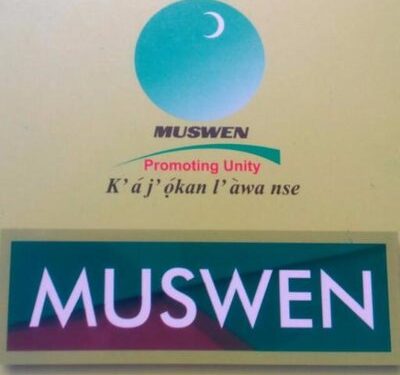 MUSWEN
Promoting Unity
K' á j' ọ́kan l' àwa nse
MUSWEN